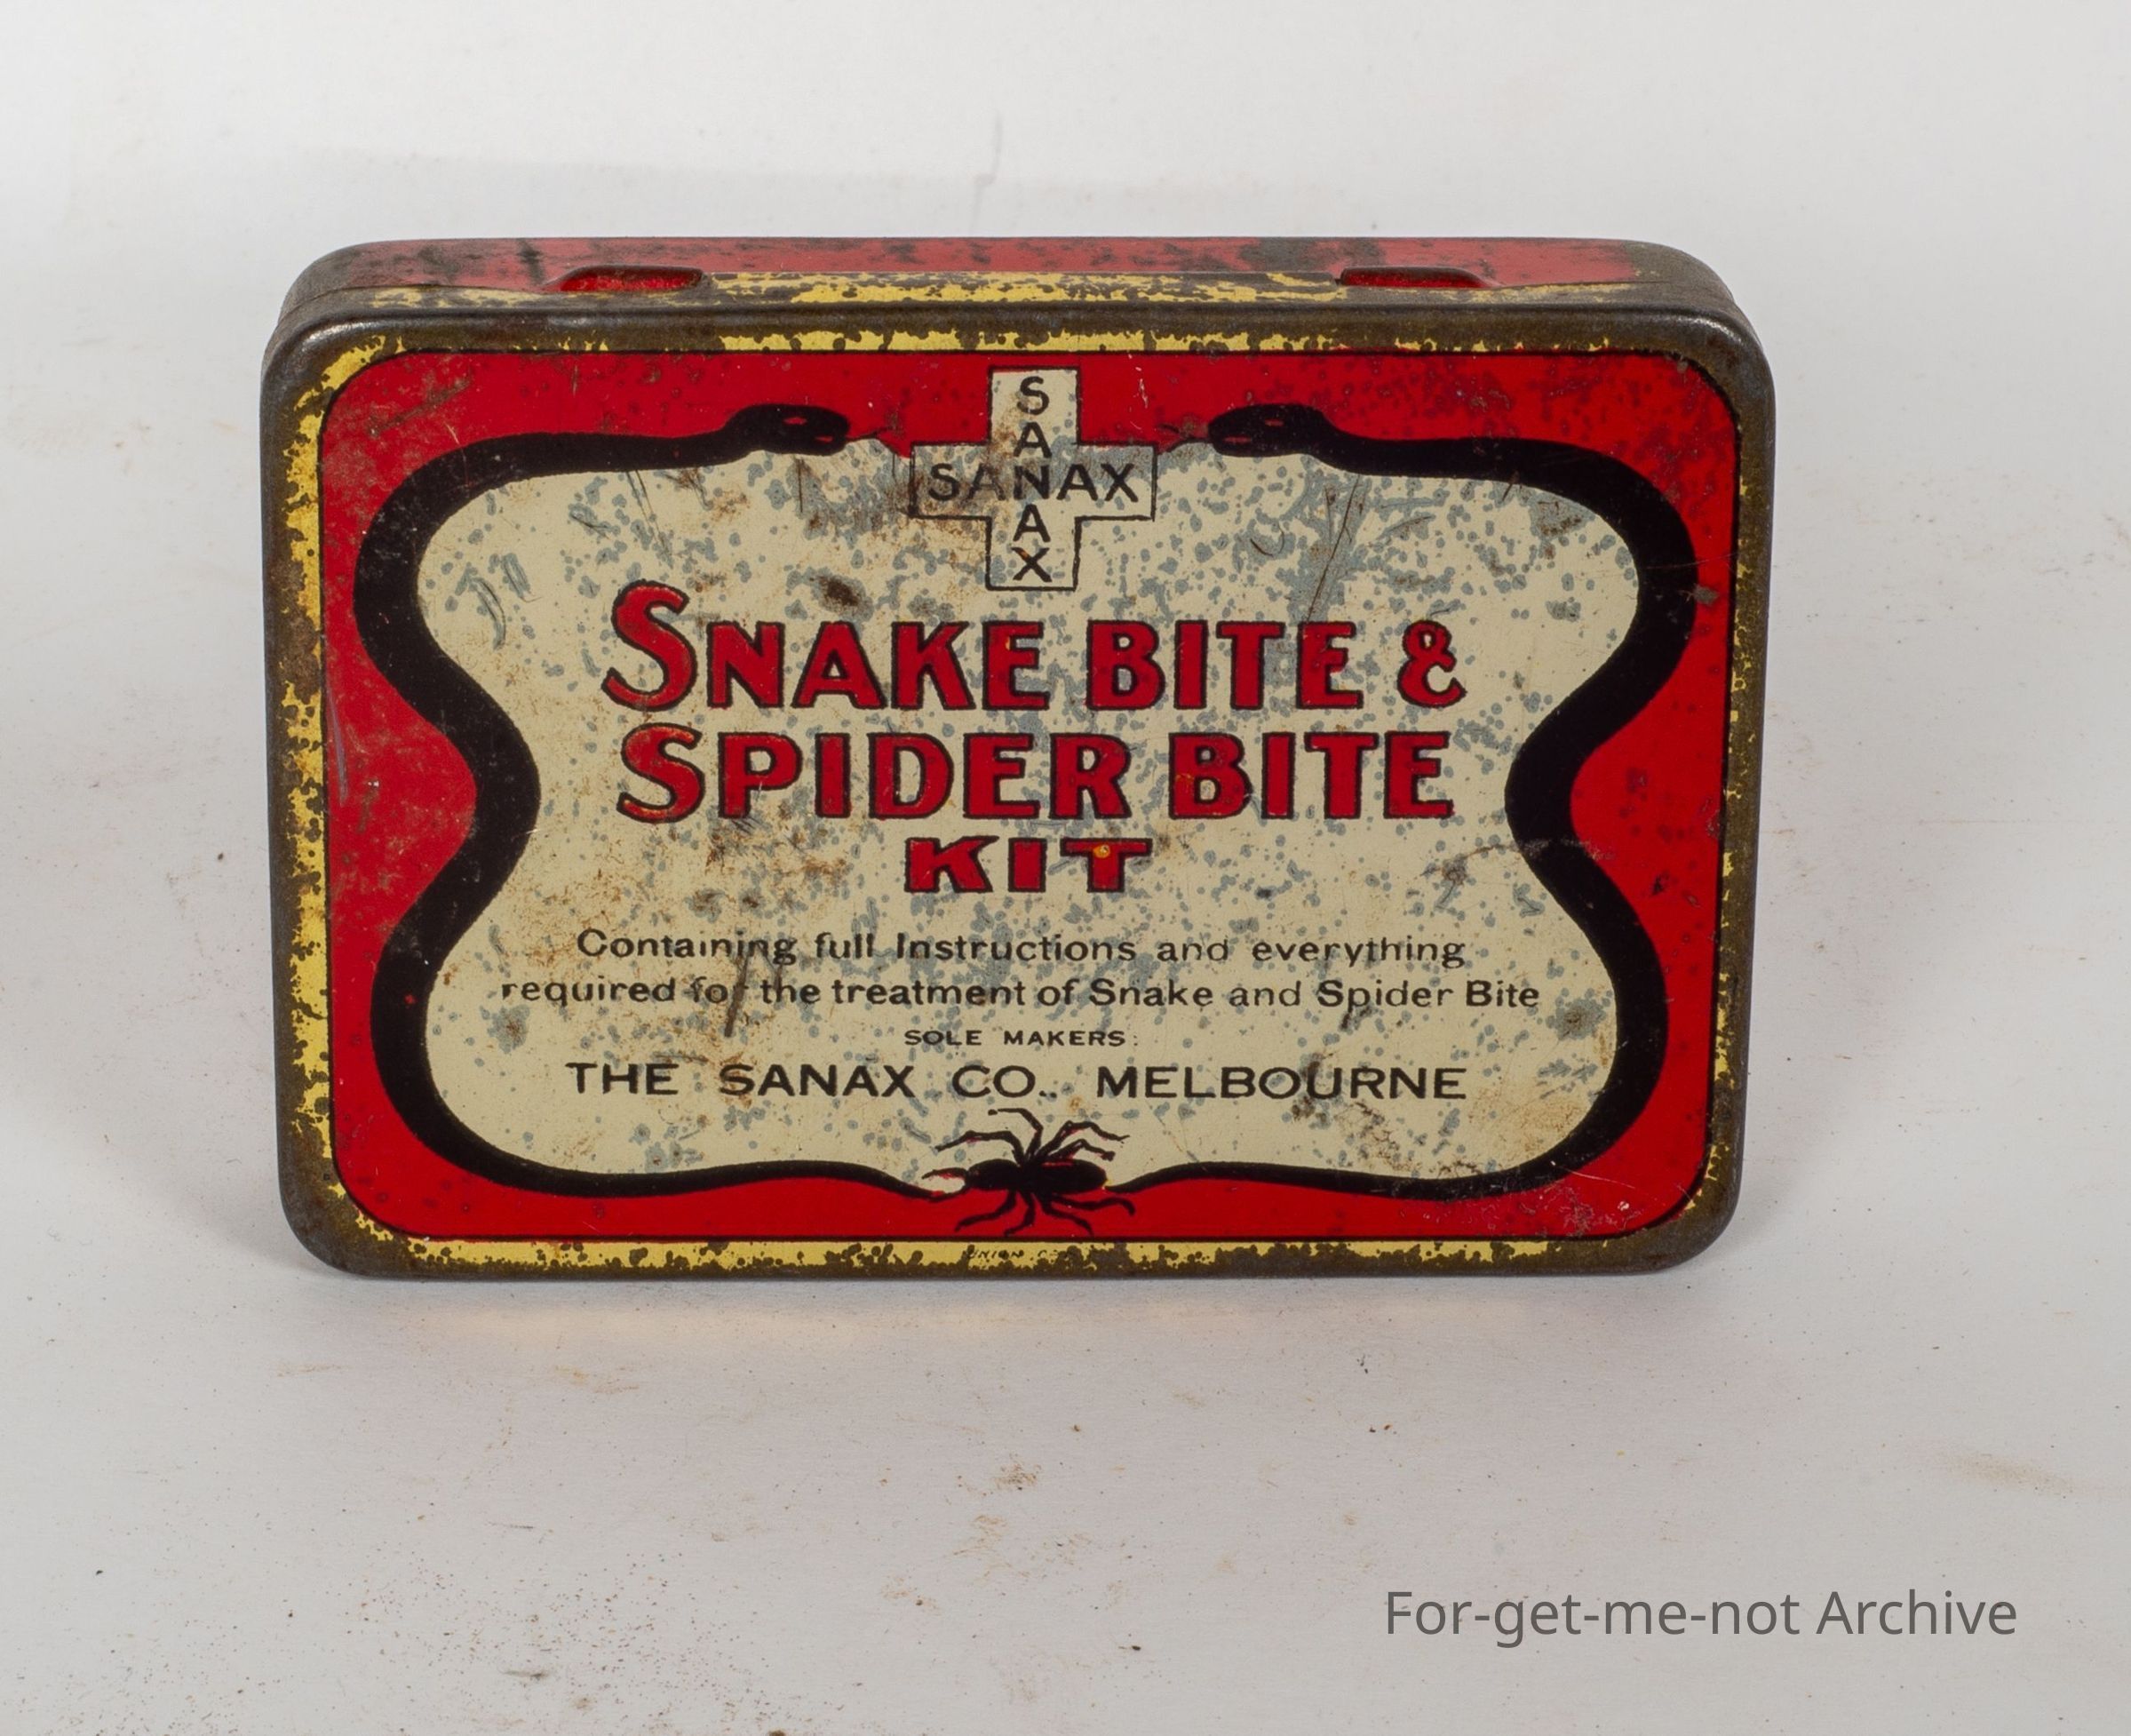 SANAX
SANAX
SNAKE BITE &
SPIDER BITE
KIT
Containing full Instructions and everything
required for the treatment of Snake and Spider Bite
SOLE MAKERS:
THE SANAX CO. MELBOURNE
UNION
For-get-me-not Archive